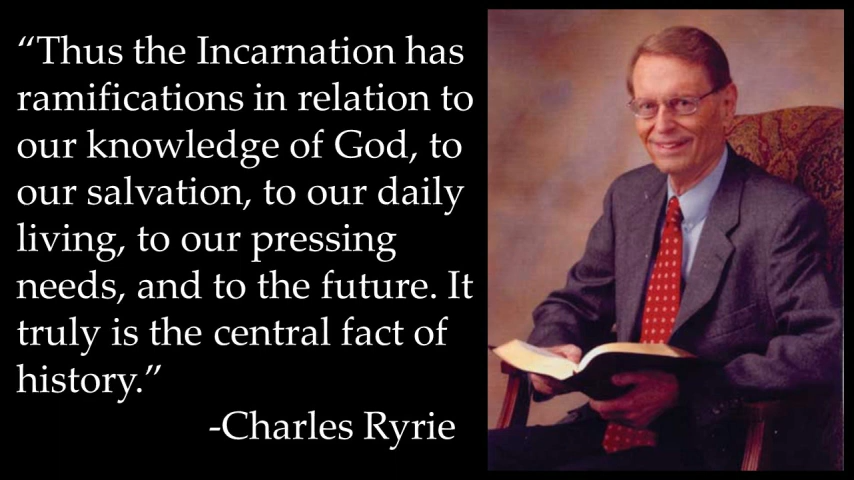 “Thus the Incarnation has
ramifications in relation to
our knowledge of God, to
our salvation, to our daily
living, to our pressing
needs, and to the future. It
truly is the central fact of
history.”
-Charles Ryrie